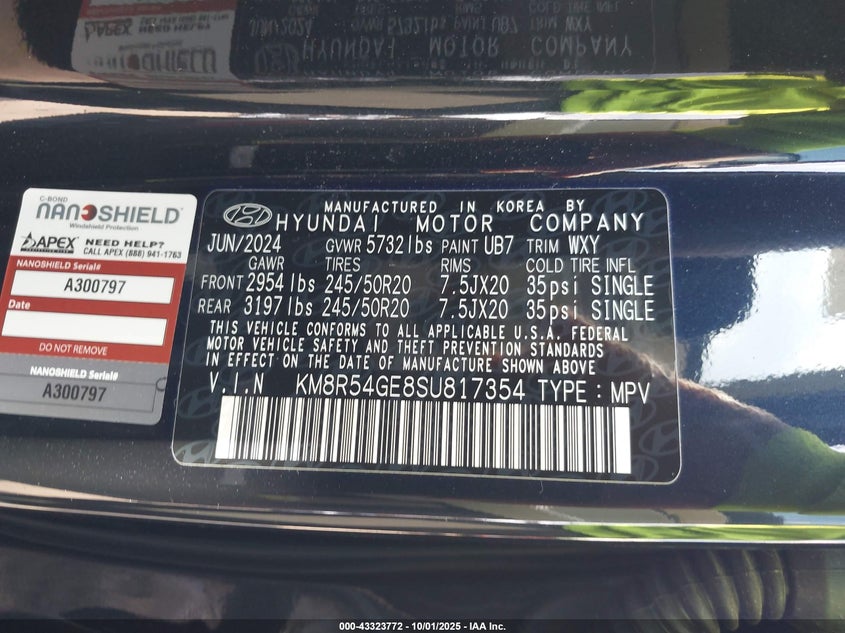 C-BOND
NANOSHIELD
Windshield Protection
APEX NEED HELP?
CALL APEX (888) 941-1763
NANOSHIELD Serial#
A300797
Date
DO NOT REMOVE
NANOSHIELD Serial#
A300797
MANUFACTURED IN KOREA BY
HYUNDAI MOTOR COMPANY
JUN/2024 GVWR 5732lbs PAINT UB7 TRIM WXY
GAWR TIRES RIMS COLD TIRE INFL
FRONT 2954lbs 245/50R20 7.5JX20 35psi SINGLE
REAR 3197lbs 245/50R20 7.5JX20 35psi SINGLE
THIS VEHICLE CONFORMS TO ALL APPLICABLE U.S.A. FEDERAL
MOTOR VEHICLE SAFETY AND THEFT PREVENTION STANDARDS
IN EFFECT ON THE DATE OF MANUFACTURE SHOWN ABOVE
V.I.N KM8R54GE8SU817354 TYPE : MPV
000-43323772 - 10/01/2025 - IAA Inc.